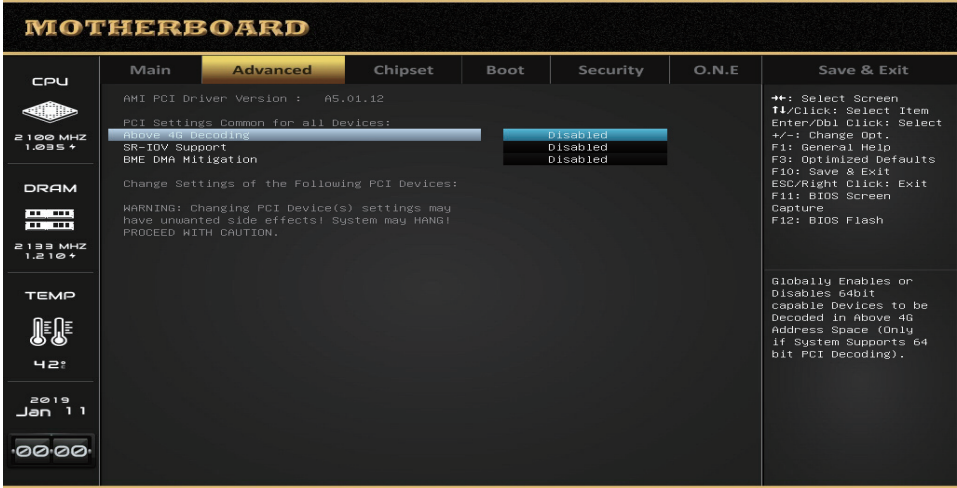 MOTHERBOARD
Main Advanced Chipset Boot Security O.N.E Save & Exit
CPU
2100 MHZ
1.035
DRAM
2133 MHZ
1.210
TEMP
42°
2019
Jan 11
00:00
AMI PCI Driver Version : A5.01.12
PCI Settings Common for all Devices:
Above 4G Decoding Disabled
SR-IOV Support Disabled
BME DMA Mitigation Disabled
Change Settings of the Following PCI Devices:
WARNING: Changing PCI Device(s) settings may
have unwanted side effects! System may HANG!
PROCEED WITH CAUTION.
→←: Select Screen
↑↓/Click: Select Item
Enter/Dbl Click: Select
+/-: Change Opt.
F1: General Help
F3: Optimized Defaults
F10: Save & Exit
ESC/Right Click: Exit
F11: BIOS Screen
Capture
F12: BIOS Flash
Globally Enables or
Disables 64bit
capable Devices to be
Decoded in Above 4G
Address Space (Only
if System Supports 64
bit PCI Decoding).